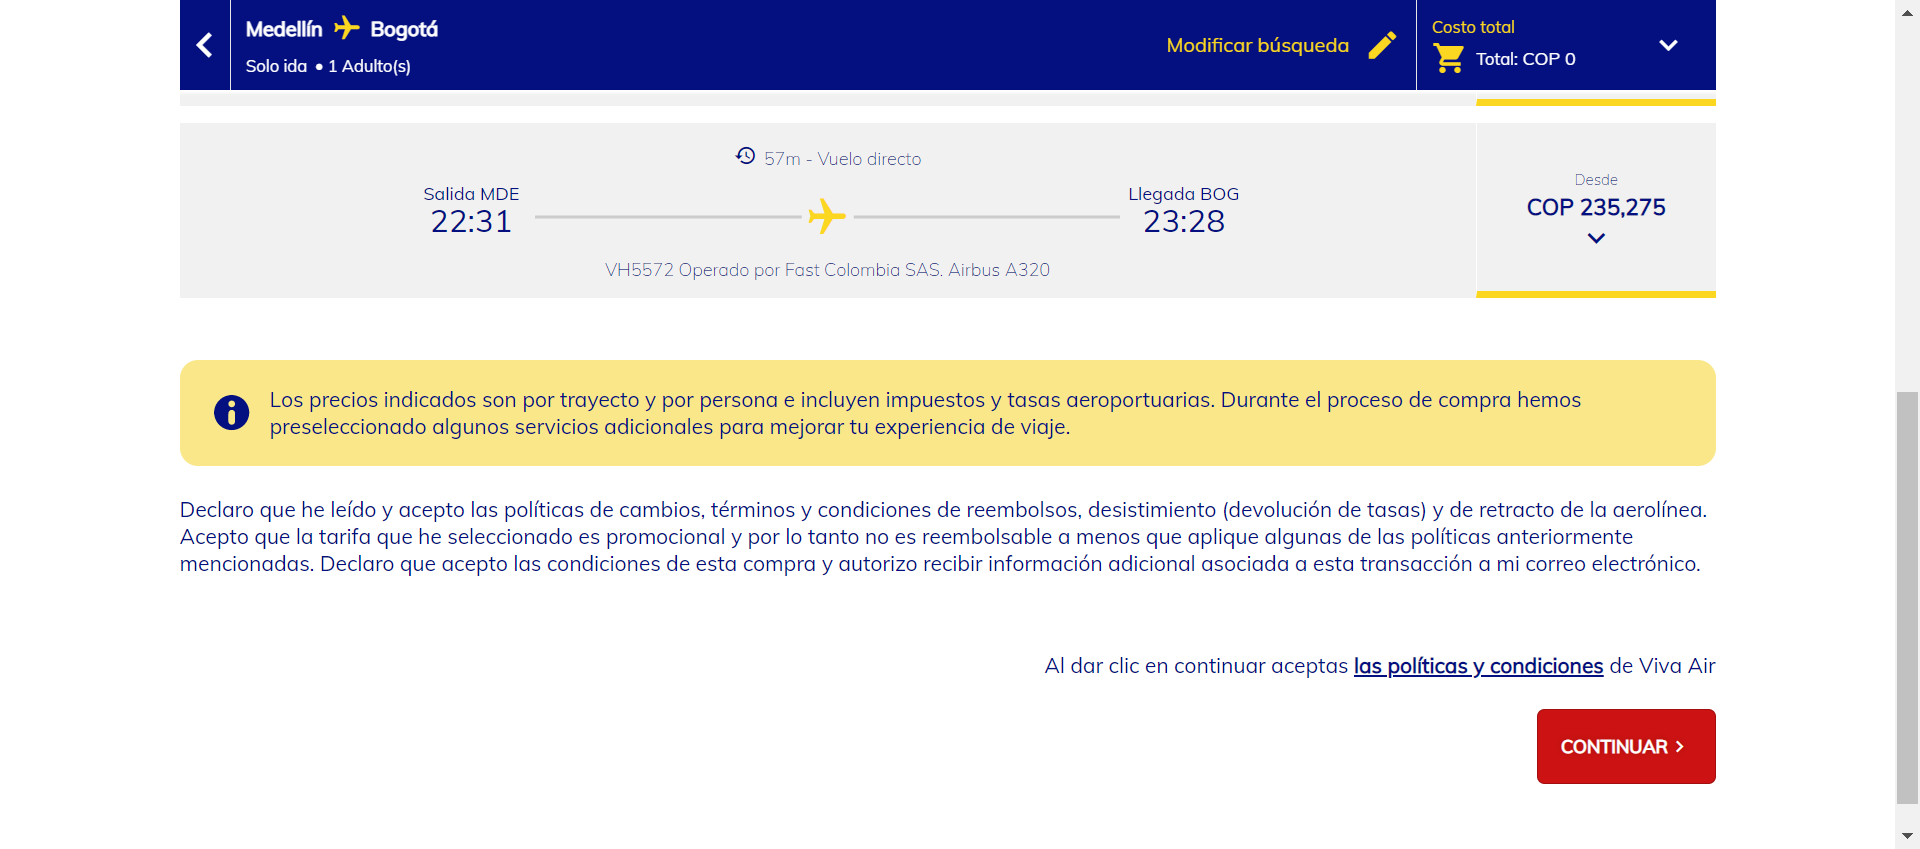 Medellín Bogotá
Solo ida • 1 Adulto(s)
Modificar búsqueda
Costo total
Total: COP 0
57m - Vuelo directo
Salida MDE
22:31
Llegada BOG
23:28
VH5572 Operado por Fast Colombia SAS. Airbus A320
Desde
COP 235,275
Los precios indicados son por trayecto y por persona e incluyen impuestos y tasas aeroportuarias. Durante el proceso de compra hemos
preseleccionado algunos servicios adicionales para mejorar tu experiencia de viaje.
Declaro que he leído y acepto las políticas de cambios, términos y condiciones de reembolsos, desistimiento (devolución de tasas) y de retracto de la aerolínea.
Acepto que la tarifa que he seleccionado es promocional y por lo tanto no es reembolsable a menos que aplique algunas de las políticas anteriormente
mencionadas. Declaro que acepto las condiciones de esta compra y autorizo recibir información adicional asociada a esta transacción a mi correo electrónico.
Al dar clic en continuar aceptas las políticas y condiciones de Viva Air
CONTINUAR